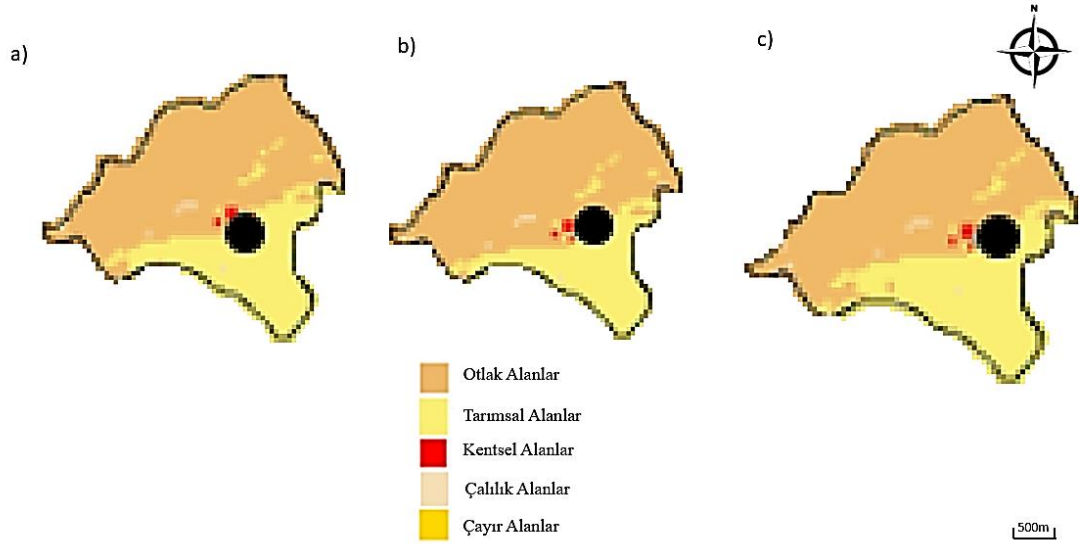 a)
b)
c)
N
Otlak Alanlar
Tarımsal Alanlar
Kentsel Alanlar
Çalılık Alanlar
Çayır Alanlar
500m